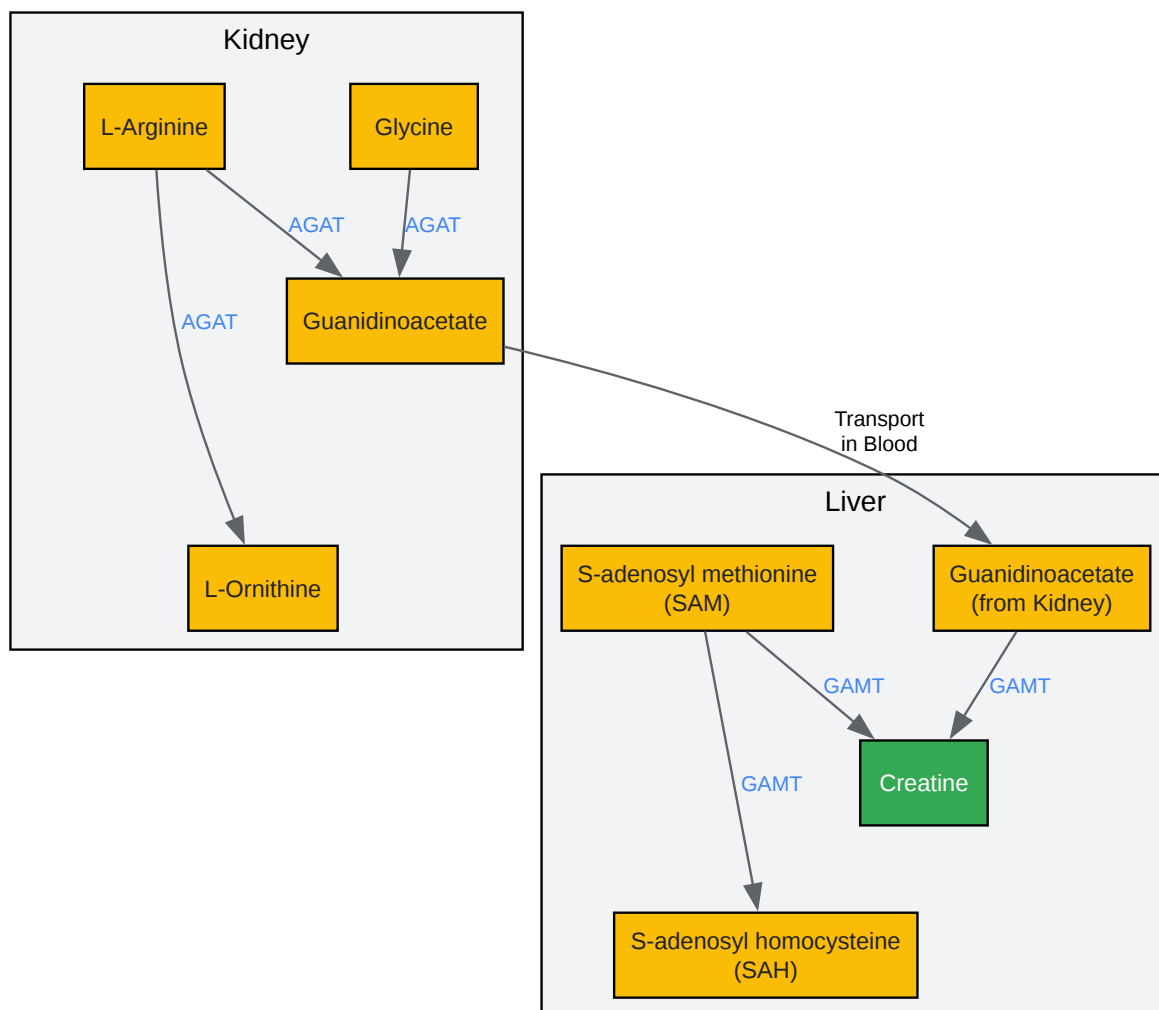 Kidney
L-Arginine
Glycine
AGAT
AGAT
Guanidinoacetate
AGAT
Transport
in Blood
L-Ornithine
Liver
S-adenosyl methionine
(SAM)
Guanidinoacetate
(from Kidney)
GAMT
GAMT
Creatine
GAMT
S-adenosyl homocysteine
(SAH)